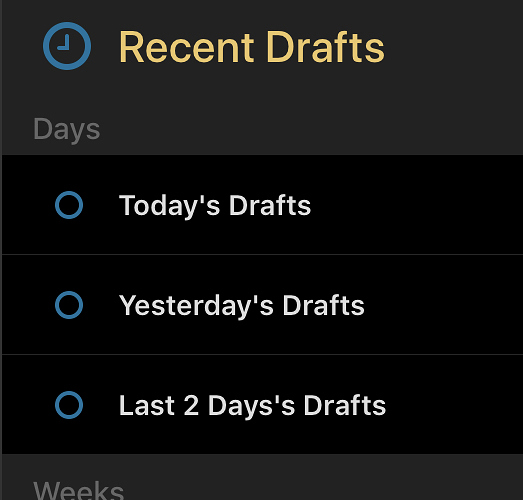 Recent Drafts
Days
Today's Drafts
Yesterday's Drafts
Last 2 Days's Drafts
Weeks